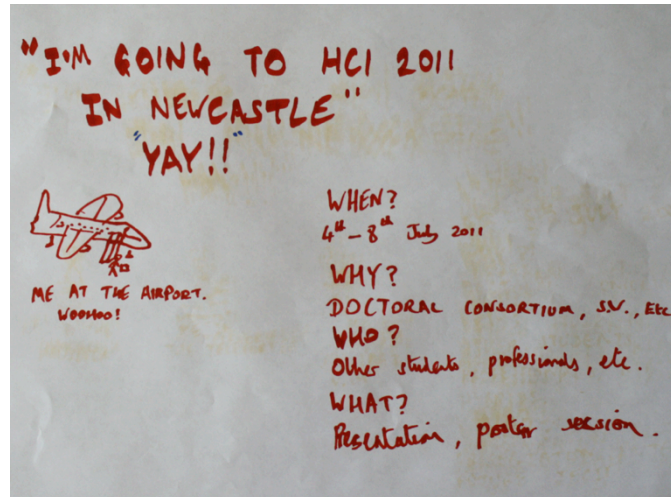 "I'M GOING TO HCI 2011
IN NEWCASTLE"
"YAY!!"
ME AT THE AIRPORT.
WOOHOO!
WHEN?
4th – 8th July 2011
WHY?
DOCTORAL CONSORTIUM, S.V., Etc
WHO?
Other students, professionals, etc.
WHAT?
Presentation, poster session.